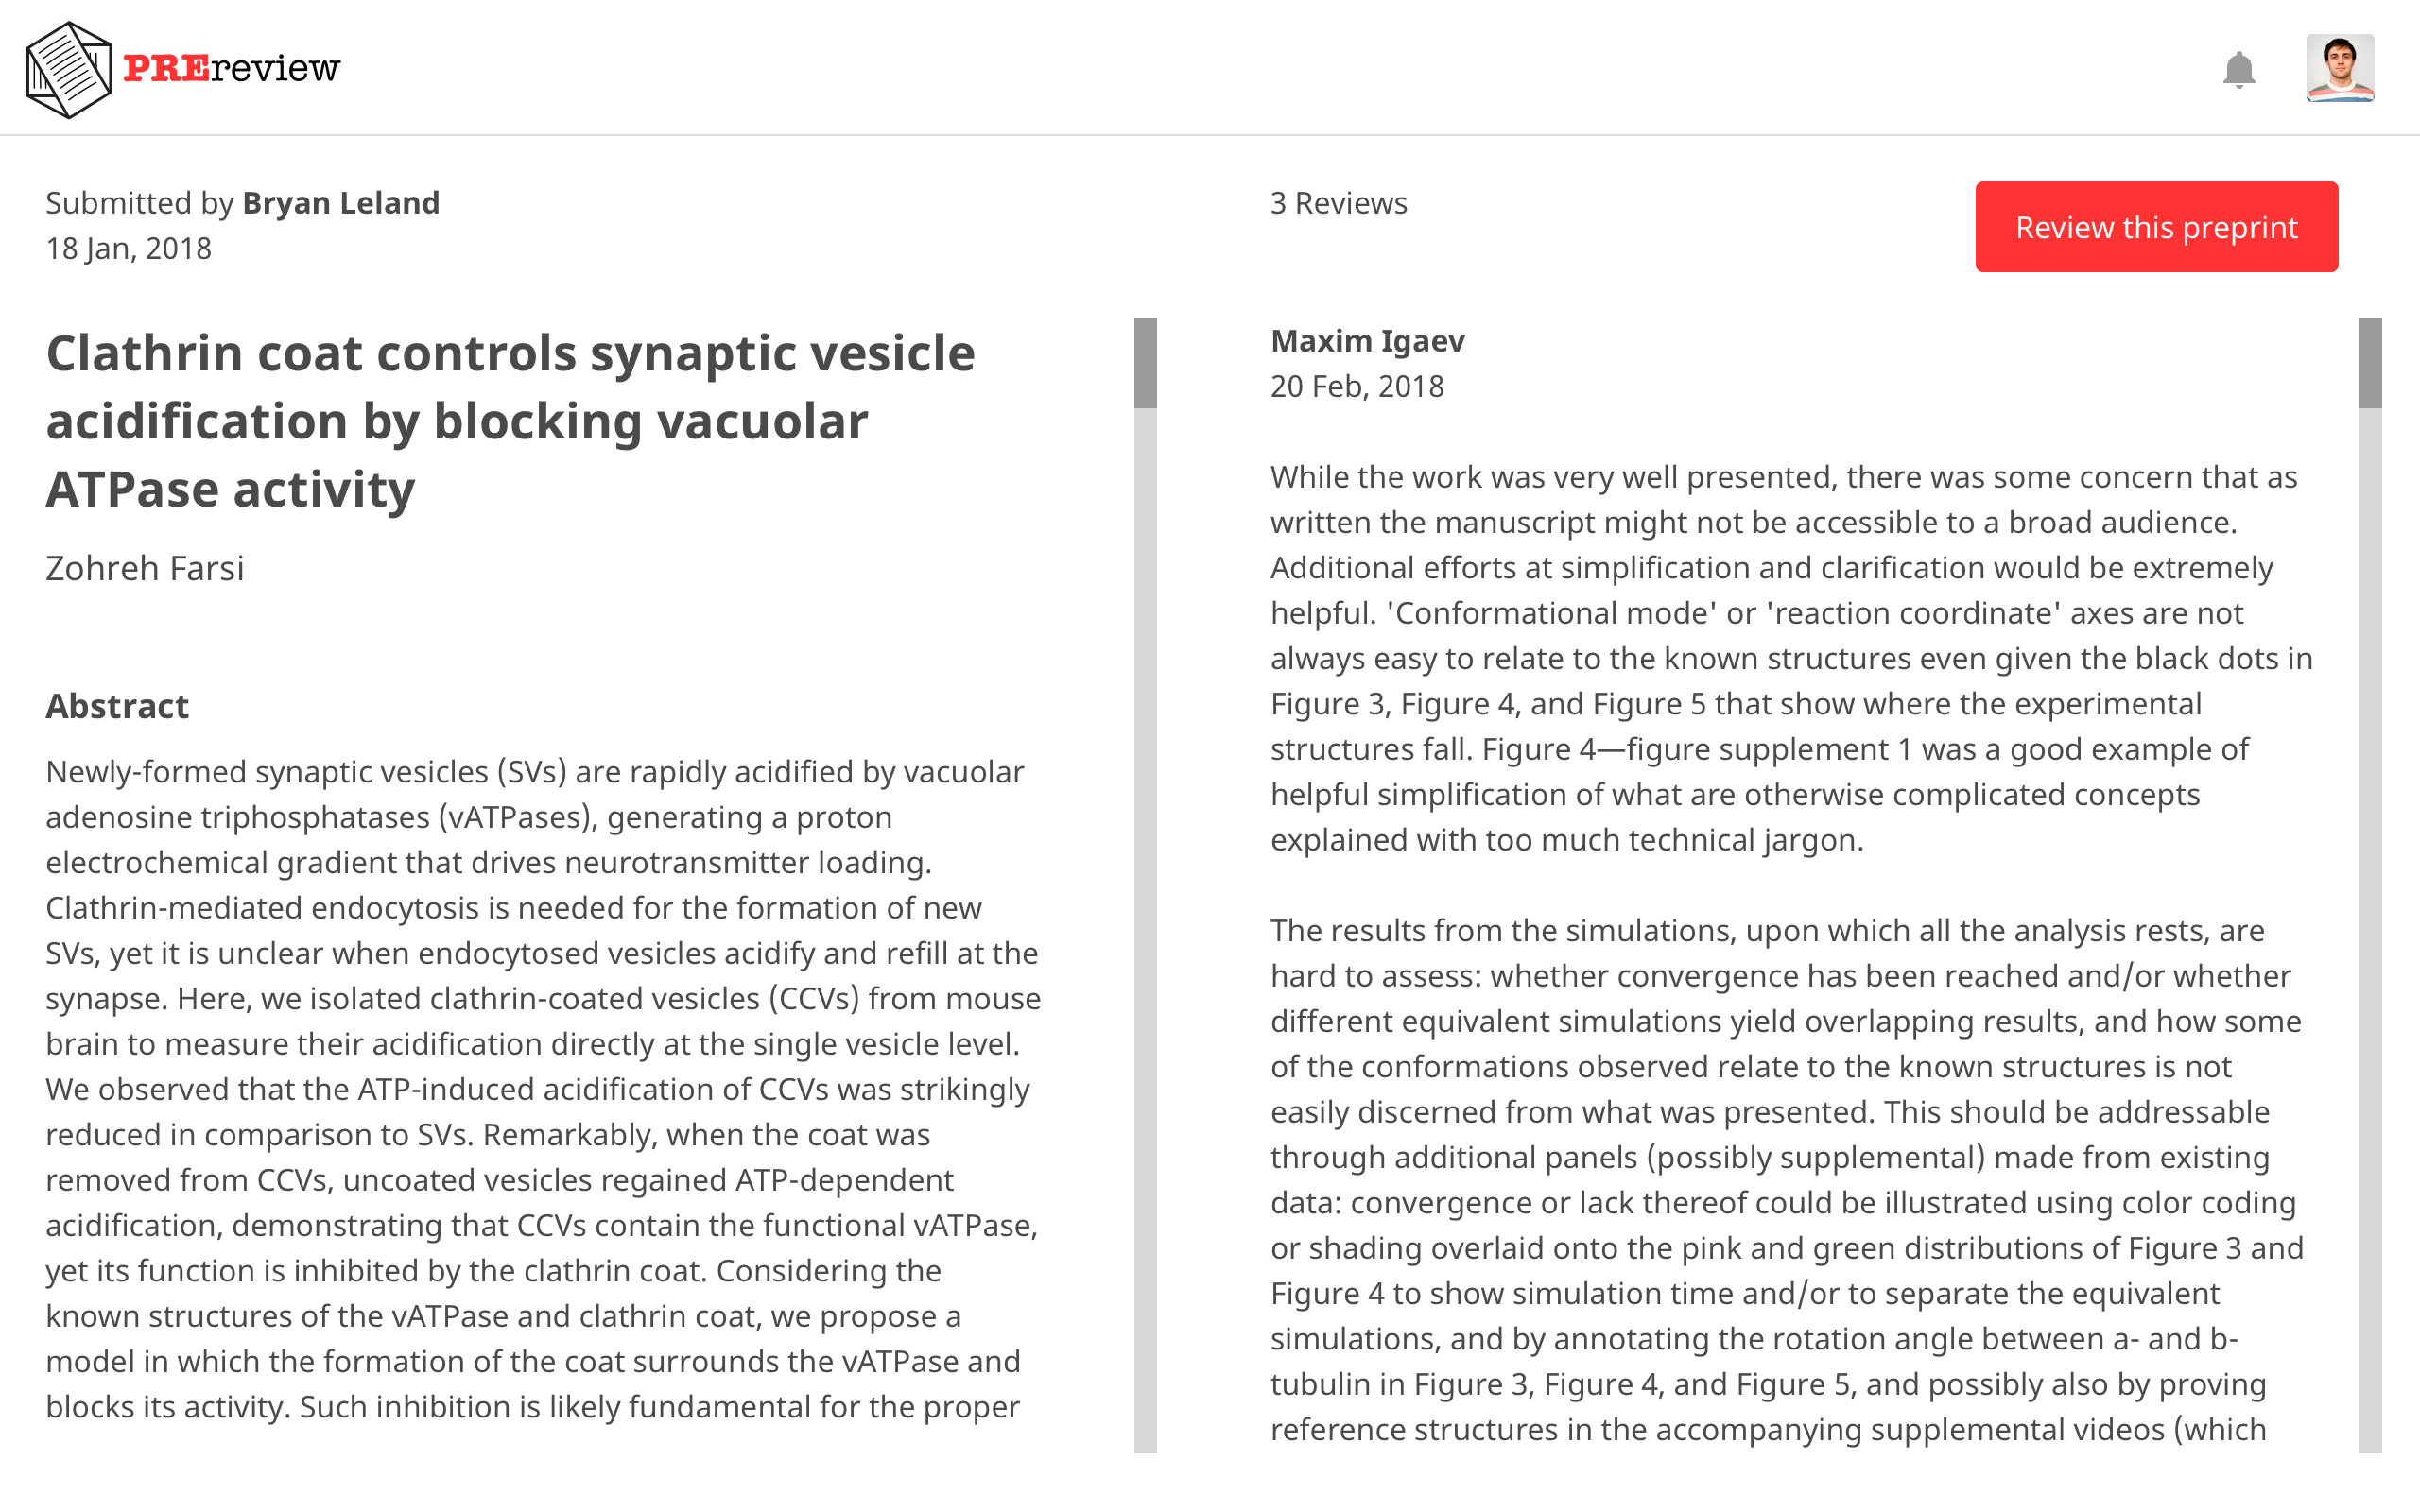 PREreview
Submitted by Bryan Leland
18 Jan, 2018
Clathrin coat controls synaptic vesicle
acidification by blocking vacuolar
ATPase activity
Zohreh Farsi
Abstract
Newly-formed synaptic vesicles (SVs) are rapidly acidified by vacuolar
adenosine triphosphatases (vATPases), generating a proton
electrochemical gradient that drives neurotransmitter loading.
Clathrin-mediated endocytosis is needed for the formation of new
SVs, yet it is unclear when endocytosed vesicles acidify and refill at the
synapse. Here, we isolated clathrin-coated vesicles (CCVs) from mouse
brain to measure their acidification directly at the single vesicle level.
We observed that the ATP-induced acidification of CCVs was strikingly
reduced in comparison to SVs. Remarkably, when the coat was
removed from CCVs, uncoated vesicles regained ATP-dependent
acidification, demonstrating that CCVs contain the functional vATPase,
yet its function is inhibited by the clathrin coat. Considering the
known structures of the vATPase and clathrin coat, we propose a
model in which the formation of the coat surrounds the vATPase and
blocks its activity. Such inhibition is likely fundamental for the proper
3 Reviews
Review this preprint
Maxim Igaev
20 Feb, 2018
While the work was very well presented, there was some concern that as
written the manuscript might not be accessible to a broad audience.
Additional efforts at simplification and clarification would be extremely
helpful. 'Conformational mode' or 'reaction coordinate' axes are not
always easy to relate to the known structures even given the black dots in
Figure 3, Figure 4, and Figure 5 that show where the experimental
structures fall. Figure 4—figure supplement 1 was a good example of
helpful simplification of what are otherwise complicated concepts
explained with too much technical jargon.
The results from the simulations, upon which all the analysis rests, are
hard to assess: whether convergence has been reached and/or whether
different equivalent simulations yield overlapping results, and how some
of the conformations observed relate to the known structures is not
easily discerned from what was presented. This should be addressable
through additional panels (possibly supplemental) made from existing
data: convergence or lack thereof could be illustrated using color coding
or shading overlaid onto the pink and green distributions of Figure 3 and
Figure 4 to show simulation time and/or to separate the equivalent
simulations, and by annotating the rotation angle between a- and b-
tubulin in Figure 3, Figure 4, and Figure 5, and possibly also by proving
reference structures in the accompanying supplemental videos (which